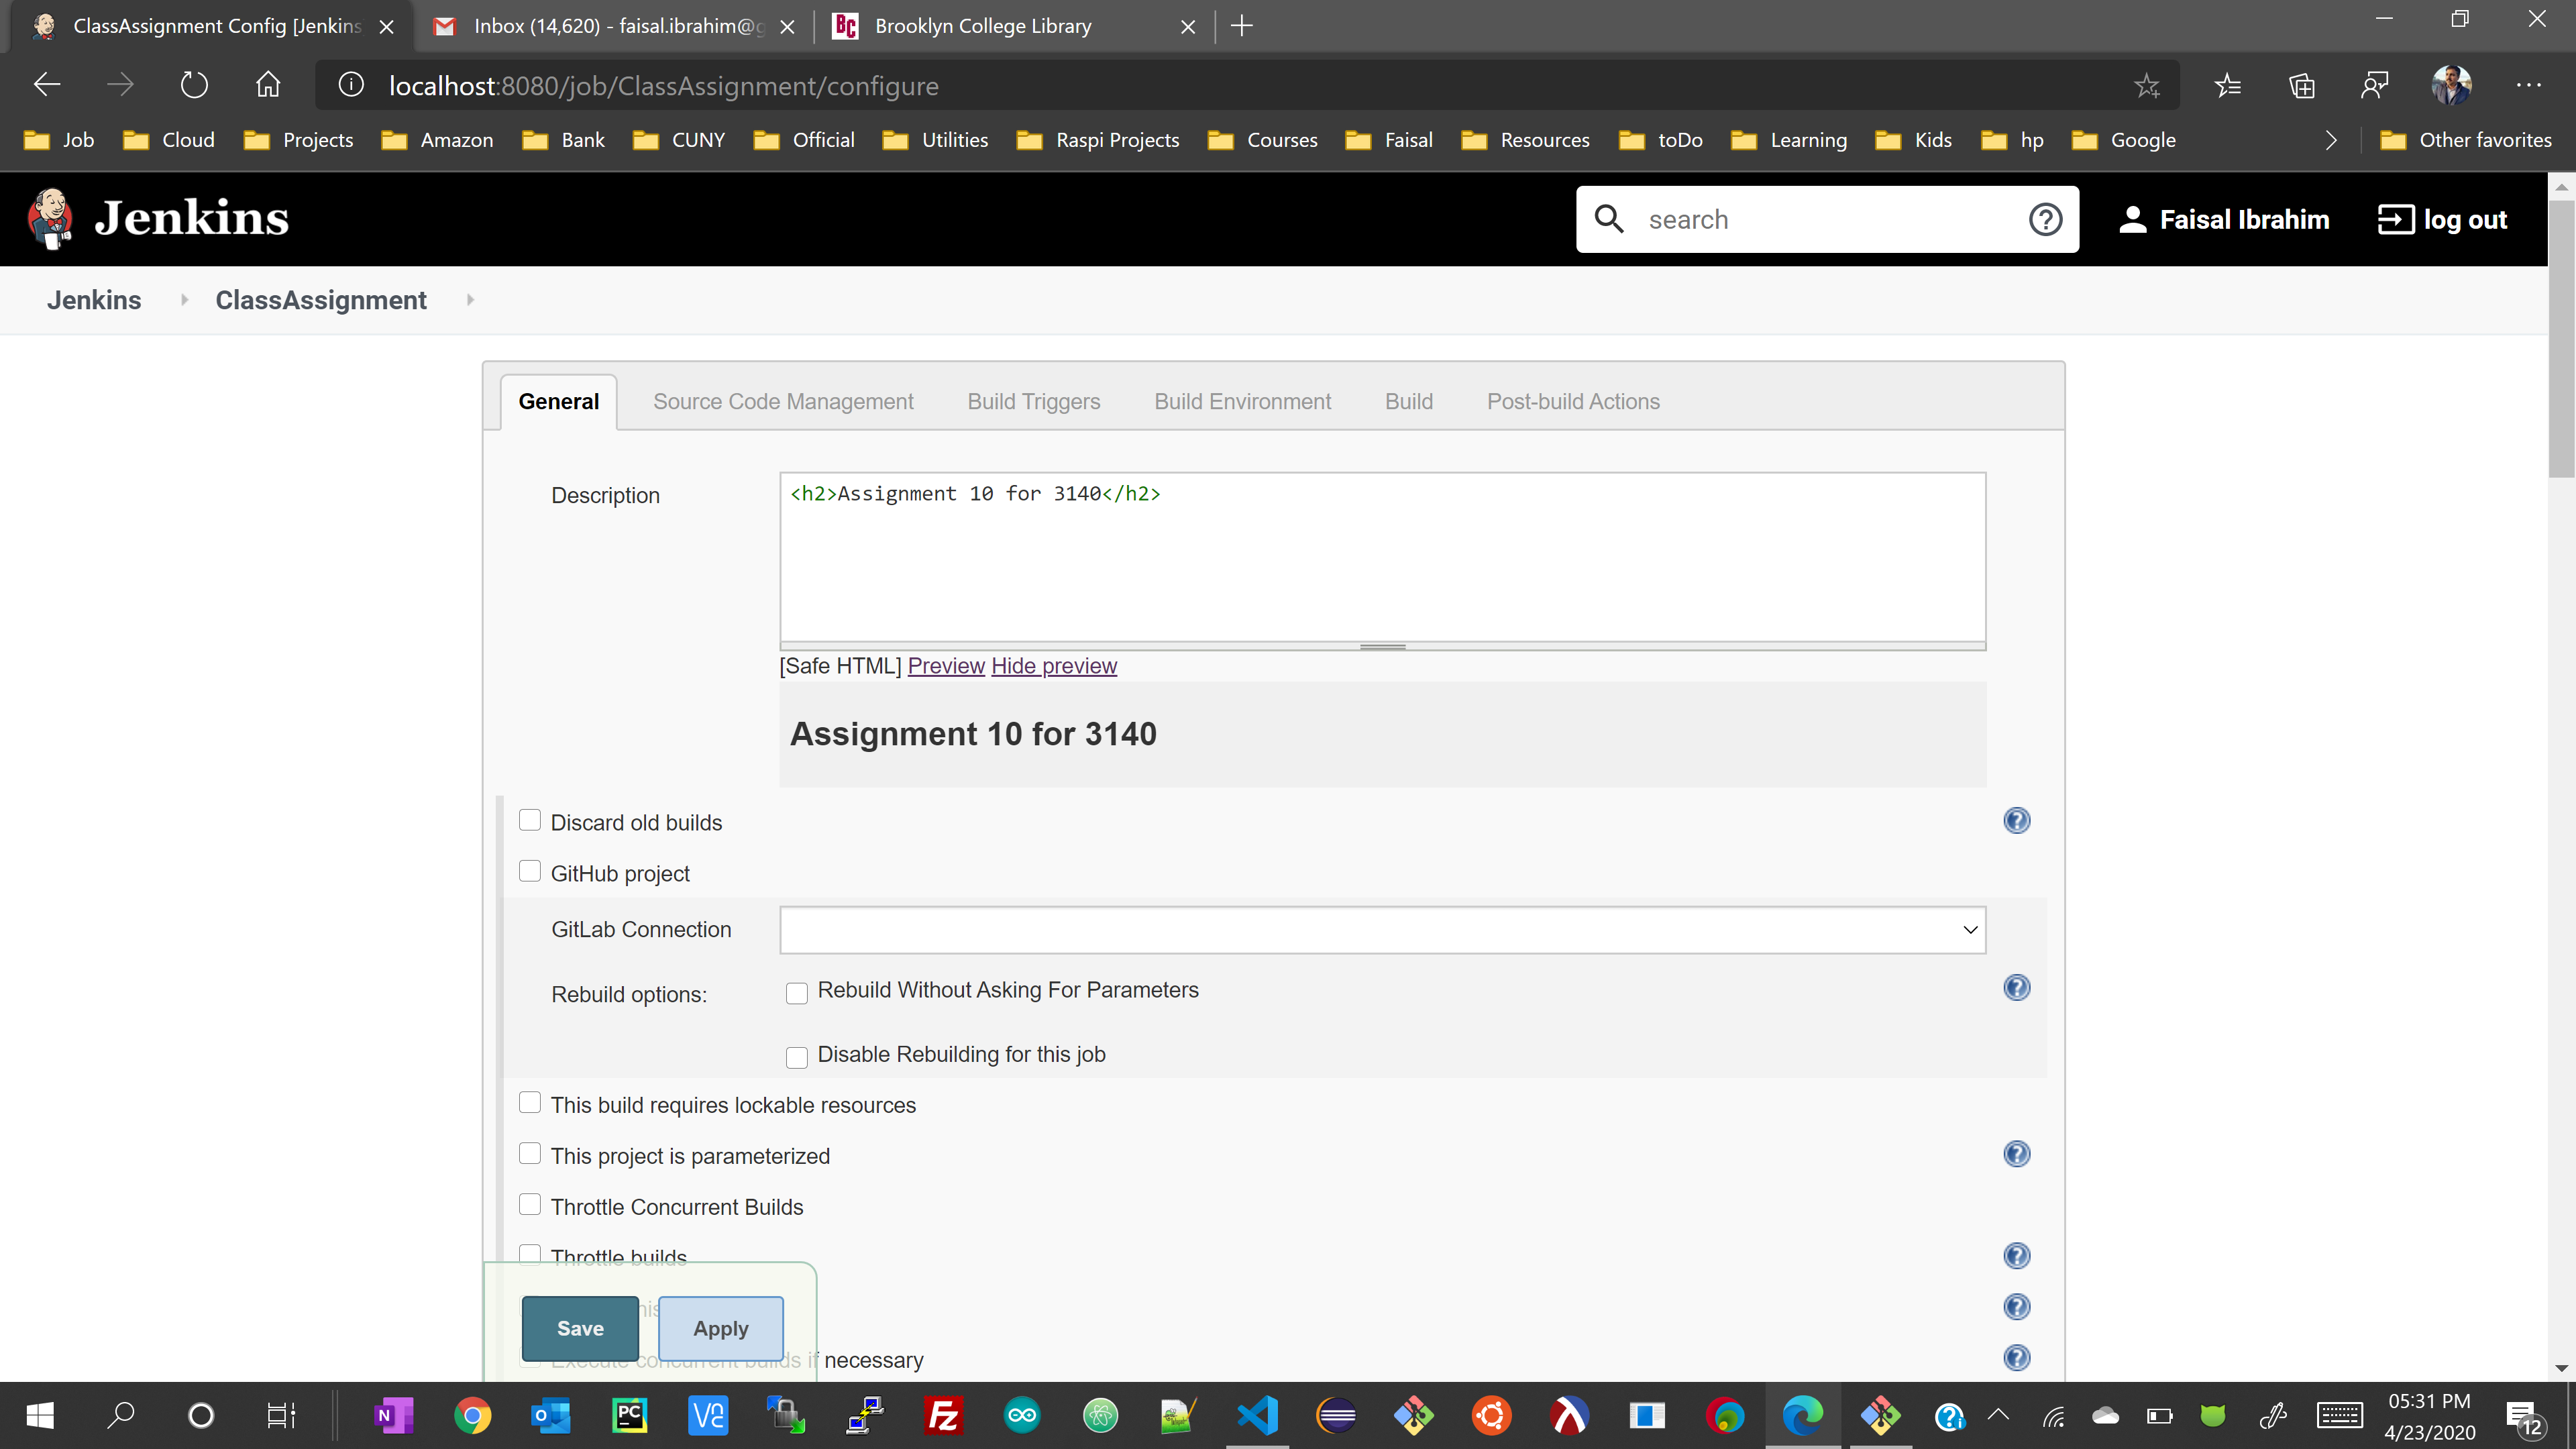 ClassAssignment Config [Jenkins
Inbox (14,620) - faisal.ibrahim@g
Brooklyn College Library
localhost:8080/job/ClassAssignment/configure
Job Cloud Projects Amazon Bank CUNY Official Utilities Raspi Projects Courses Faisal Resources toDo Learning Kids hp Google Other favorites
Jenkins
search
Faisal Ibrahim
log out
Jenkins ClassAssignment
General Source Code Management Build Triggers Build Environment Build Post-build Actions
Description
<h2>Assignment 10 for 3140</h2>
[Safe HTML] Preview Hide preview
Assignment 10 for 3140
Discard old builds
GitHub project
GitLab Connection
Rebuild options:
Rebuild Without Asking For Parameters
Disable Rebuilding for this job
This build requires lockable resources
This project is parameterized
Throttle Concurrent Builds
Throttle builds
Save Apply
Execute concurrent builds if necessary
05:31 PM
4/23/2020
12